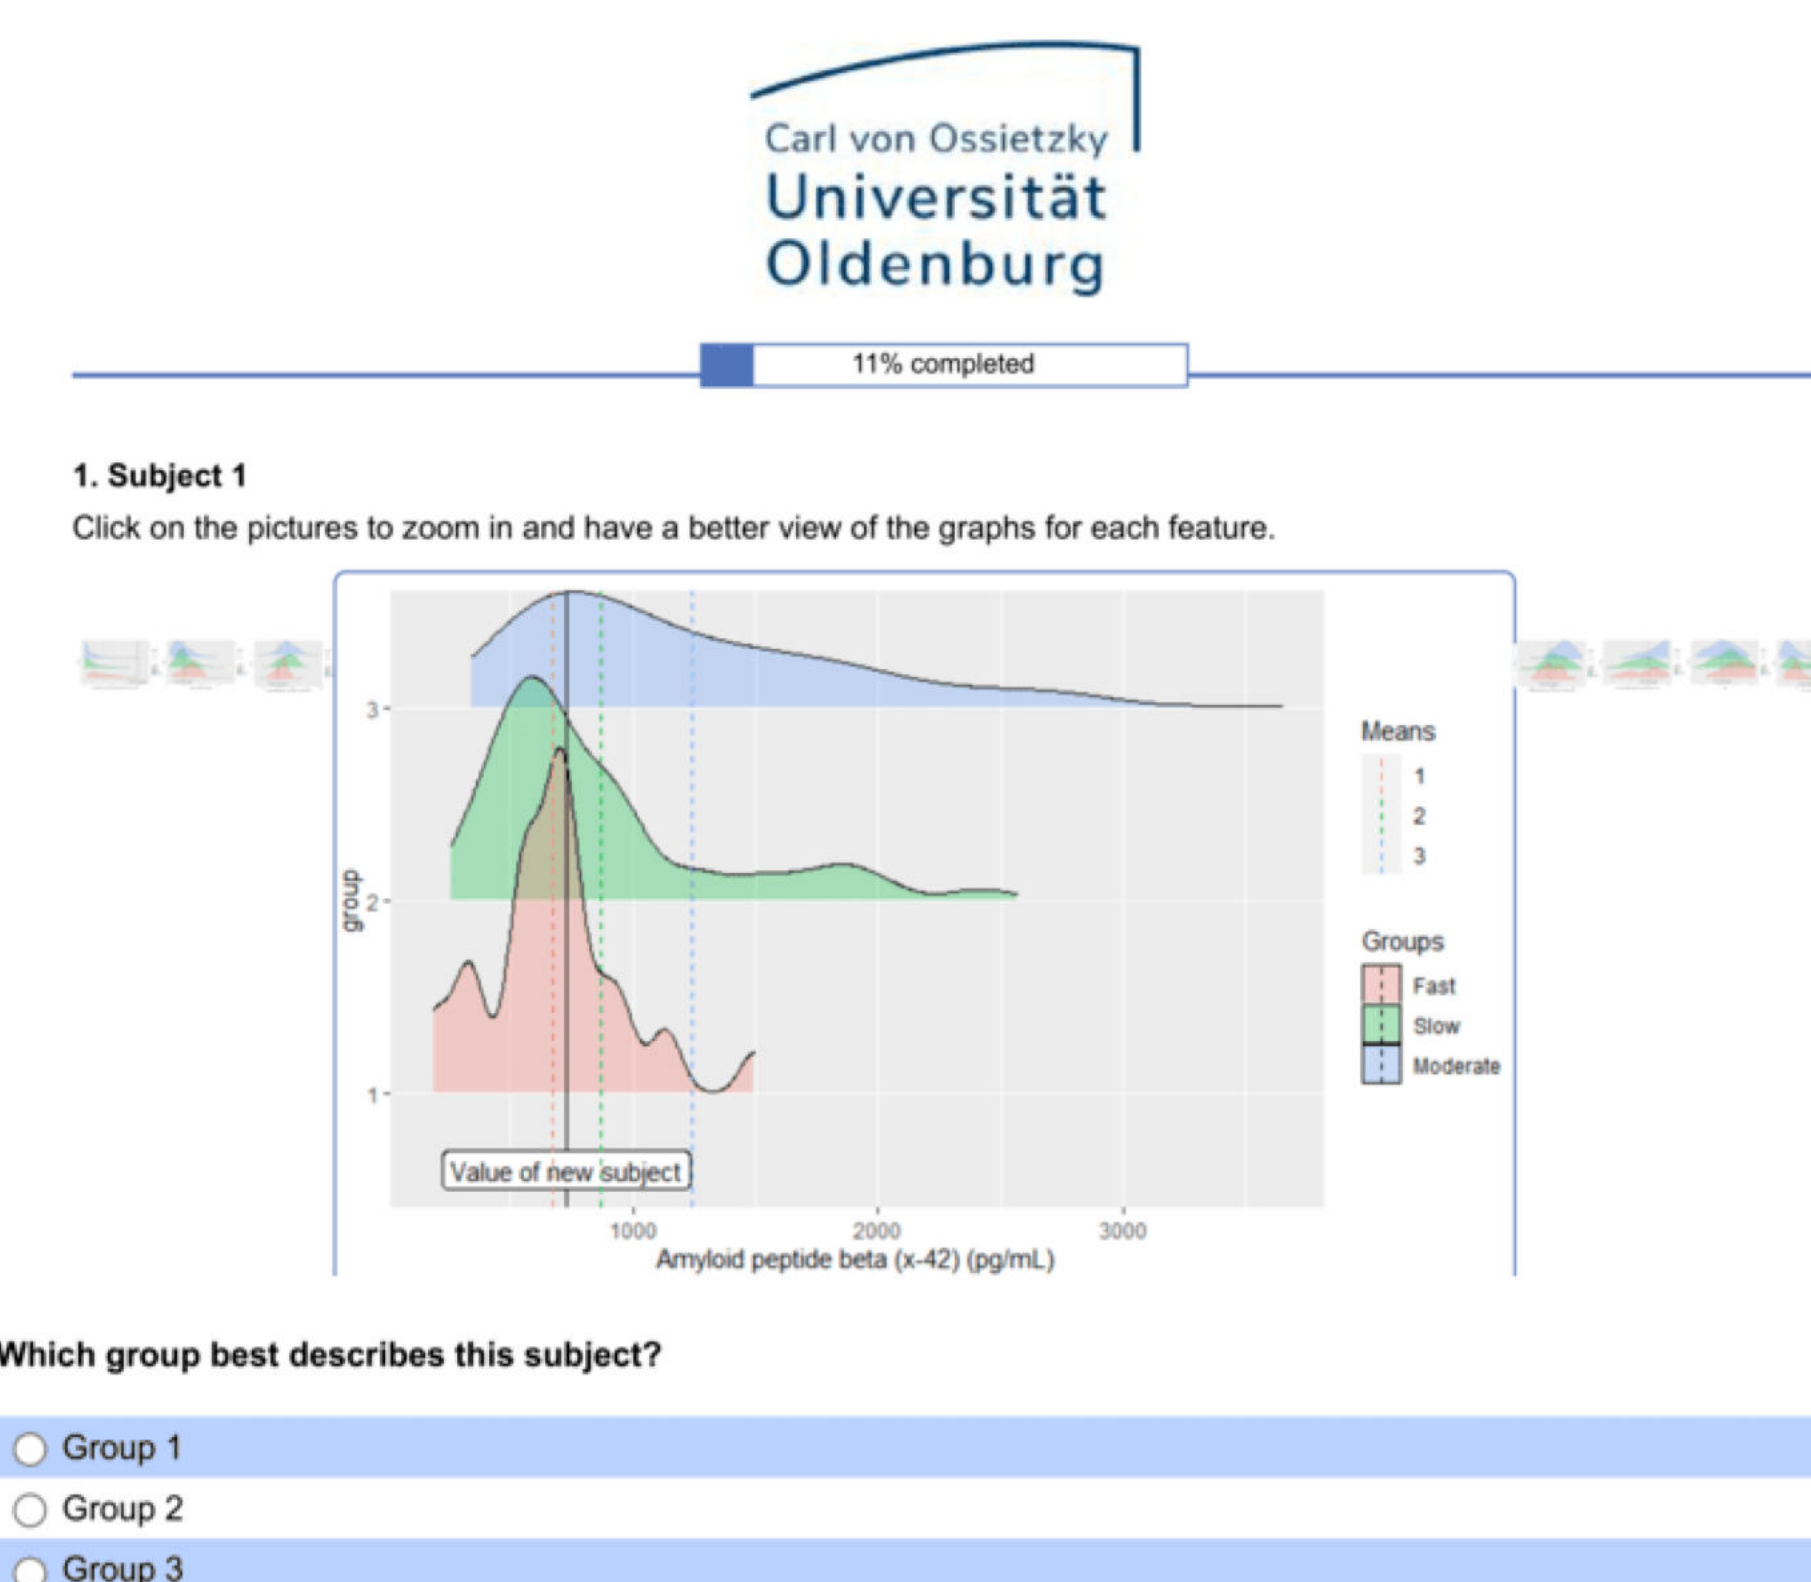 Carl von Ossietzky
Universität
Oldenburg
11% completed
1. Subject 1
Click on the pictures to zoom in and have a better view of the graphs for each feature.
3
2
1
group
Value of new subject
1000 2000 3000
Amyloid peptide beta (x-42) (pg/mL)
Means
1
2
3
Groups
Fast
Slow
Moderate
Which group best describes this subject?
Group 1
Group 2
Group 3